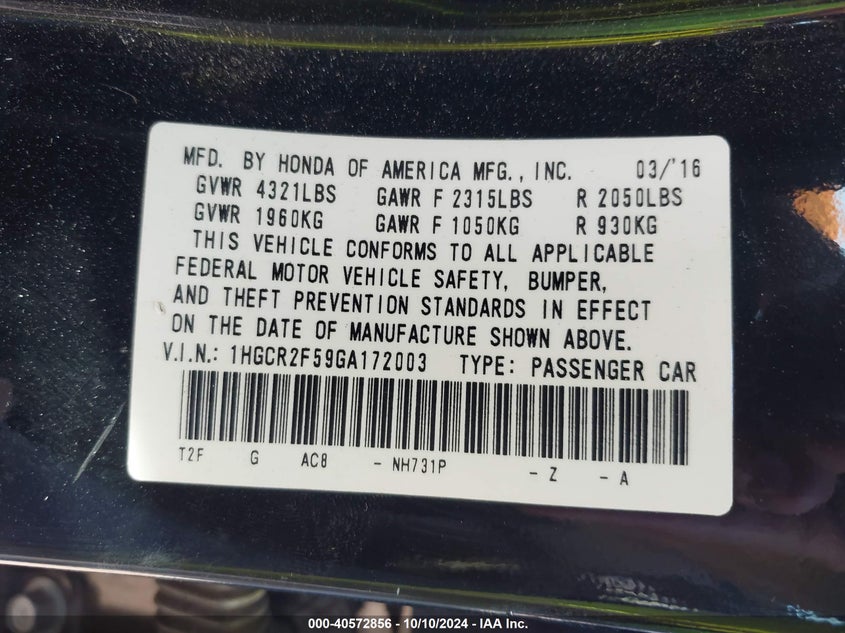 MFD. BY HONDA OF AMERICA MFG., INC. 03/'16
GVWR 4321LBS GAWR F 2315LBS R 2050LBS
GVWR 1960KG GAWR F 1050KG R 930KG
THIS VEHICLE CONFORMS TO ALL APPLICABLE
FEDERAL MOTOR VEHICLE SAFETY, BUMPER,
AND THEFT PREVENTION STANDARDS IN EFFECT
ON THE DATE OF MANUFACTURE SHOWN ABOVE.
V.I.N.: 1HGCR2F59GA172003 TYPE: PASSENGER CAR
T2F G AC8 - NH731P - Z - A
000-40572856 - 10/10/2024 - IAA Inc.